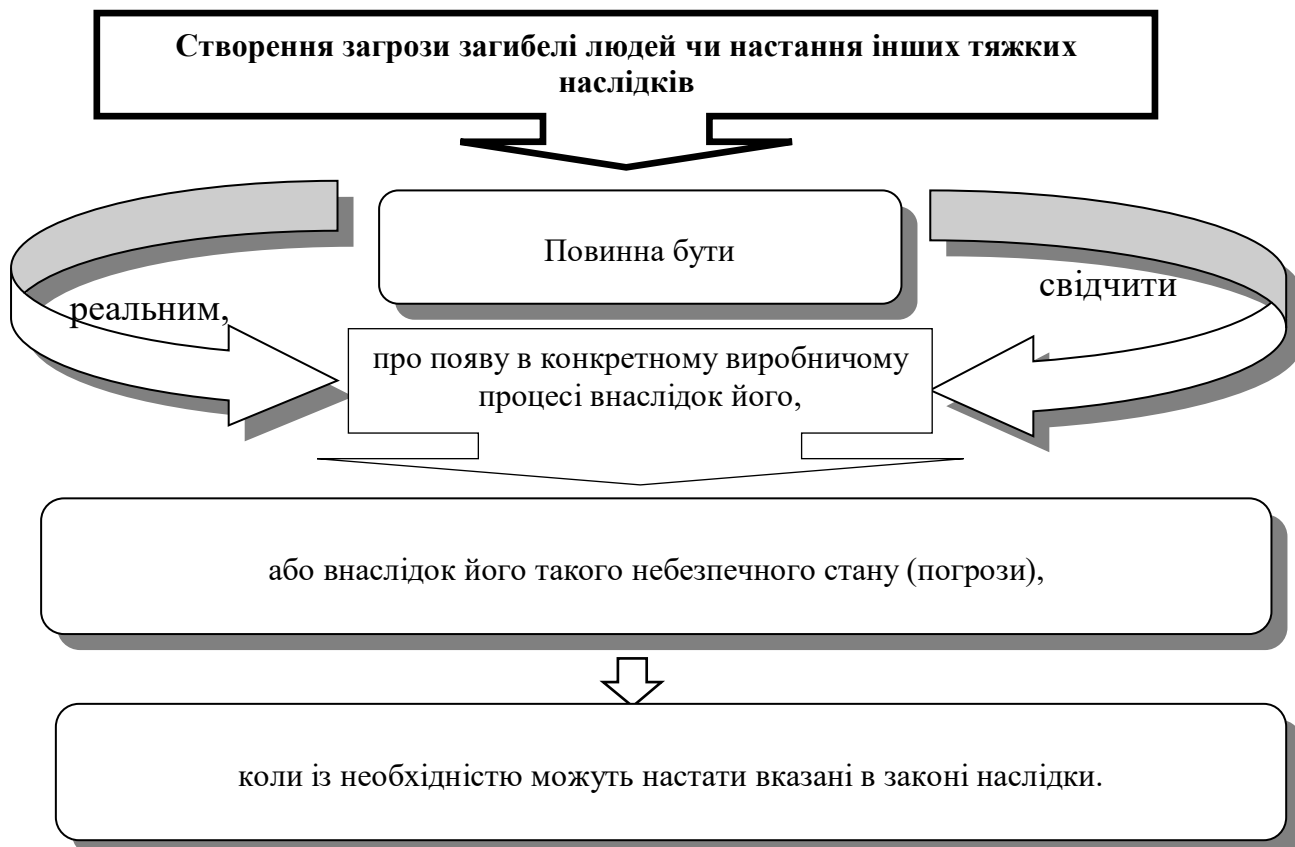 Створення загрози загибелі людей чи настання інших тяжких
наслідків
Повинна бути
реальним,
свідчити
про появу в конкретному виробничому
процесі внаслідок його,
або внаслідок його такого небезпечного стану (погрози),
коли із необхідністю можуть настати вказані в законі наслідки.